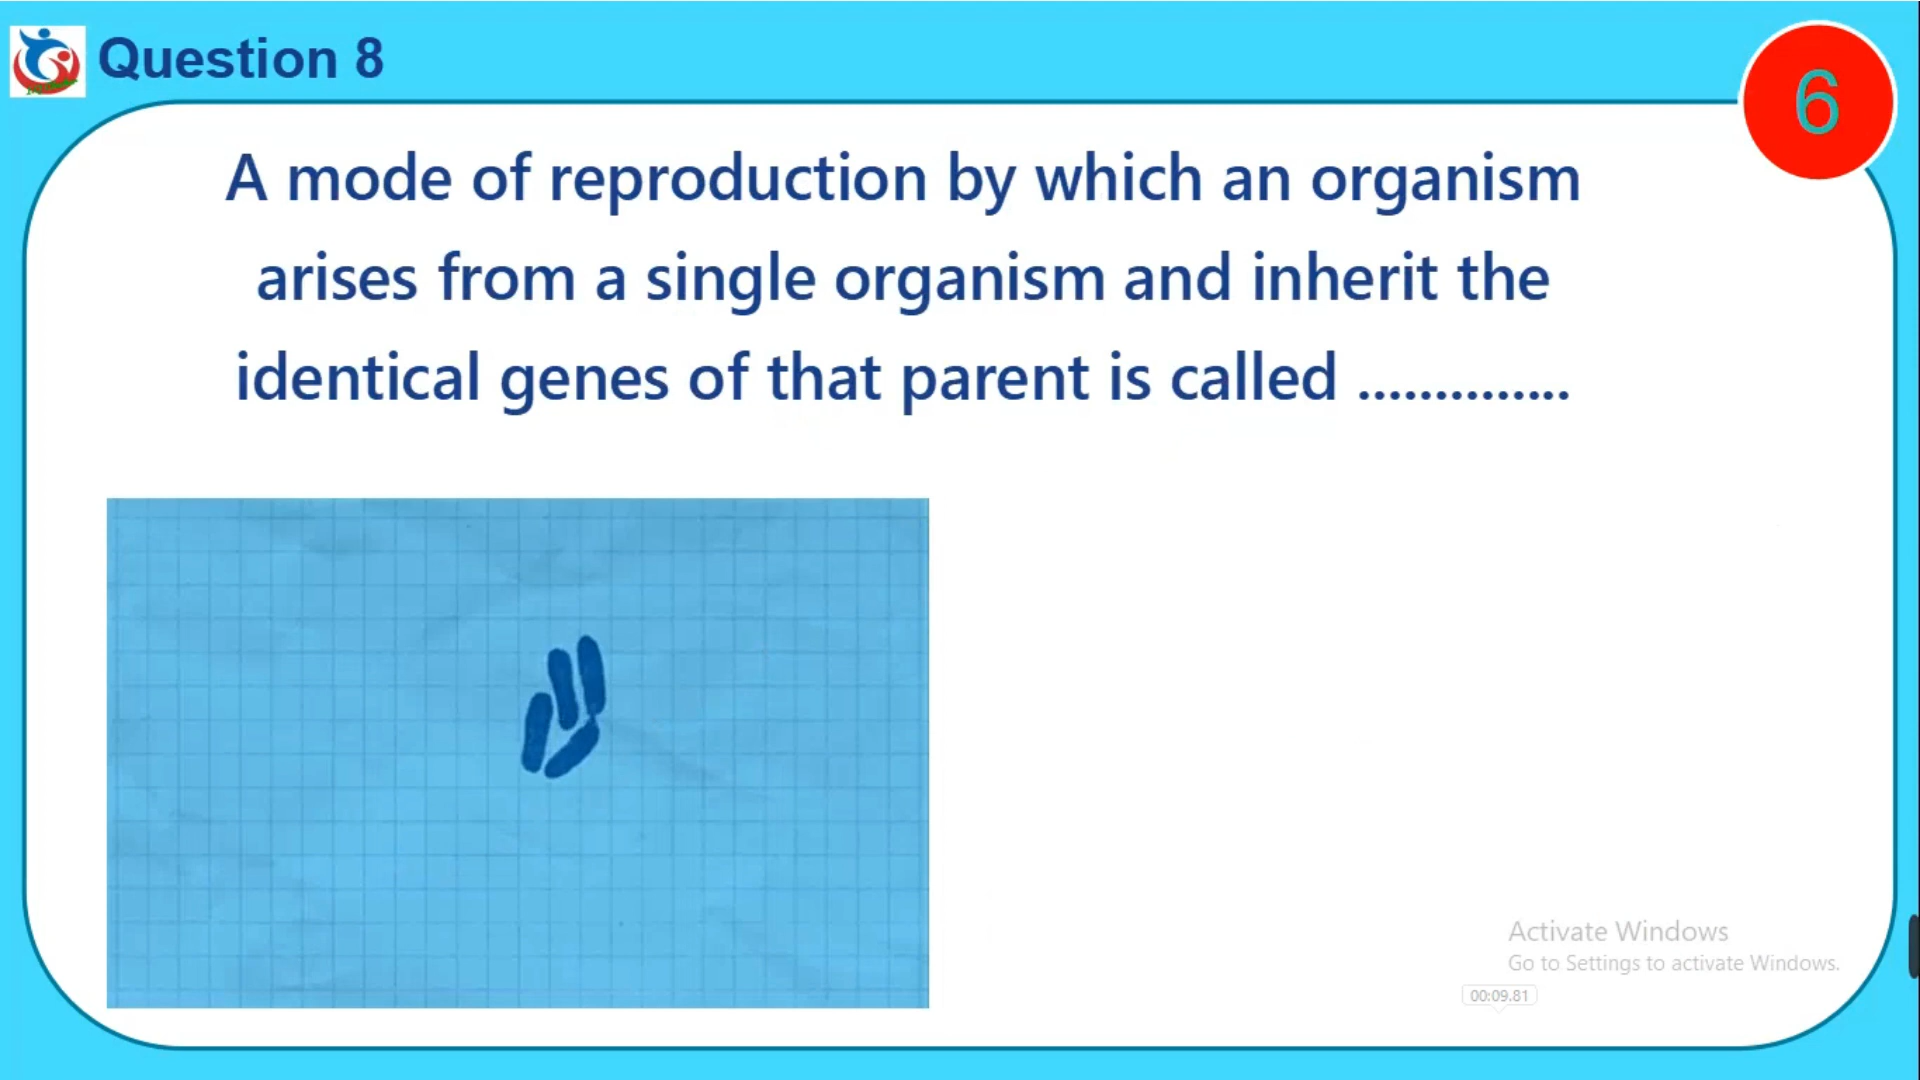 Question 8
6
A mode of reproduction by which an organism
arises from a single organism and inherit the
identical genes of that parent is called ..............
Activate Windows
Go to Settings to activate Windows.
00:09.81